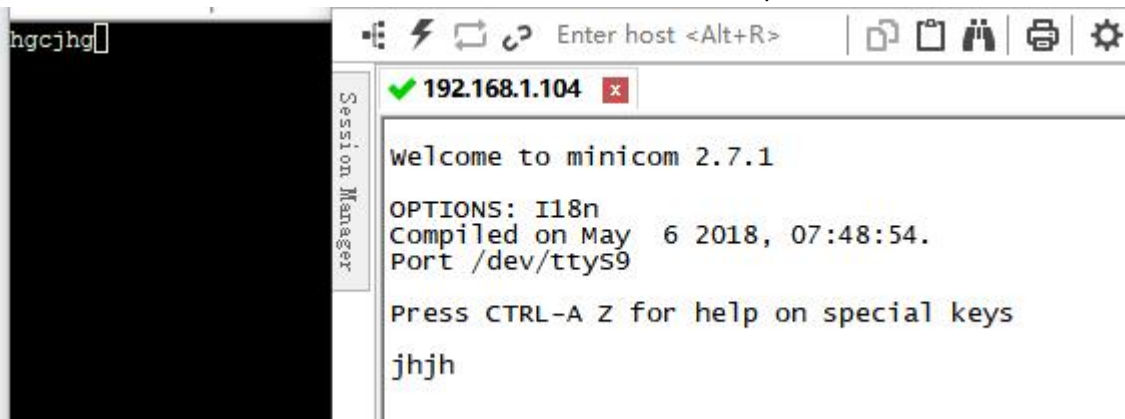 hgcjhg
Enter host <Alt+R>
Session Manager
192.168.1.104
Welcome to minicom 2.7.1
OPTIONS: I18n
Compiled on May  6 2018, 07:48:54.
Port /dev/ttyS9
Press CTRL-A Z for help on special keys
jhjh